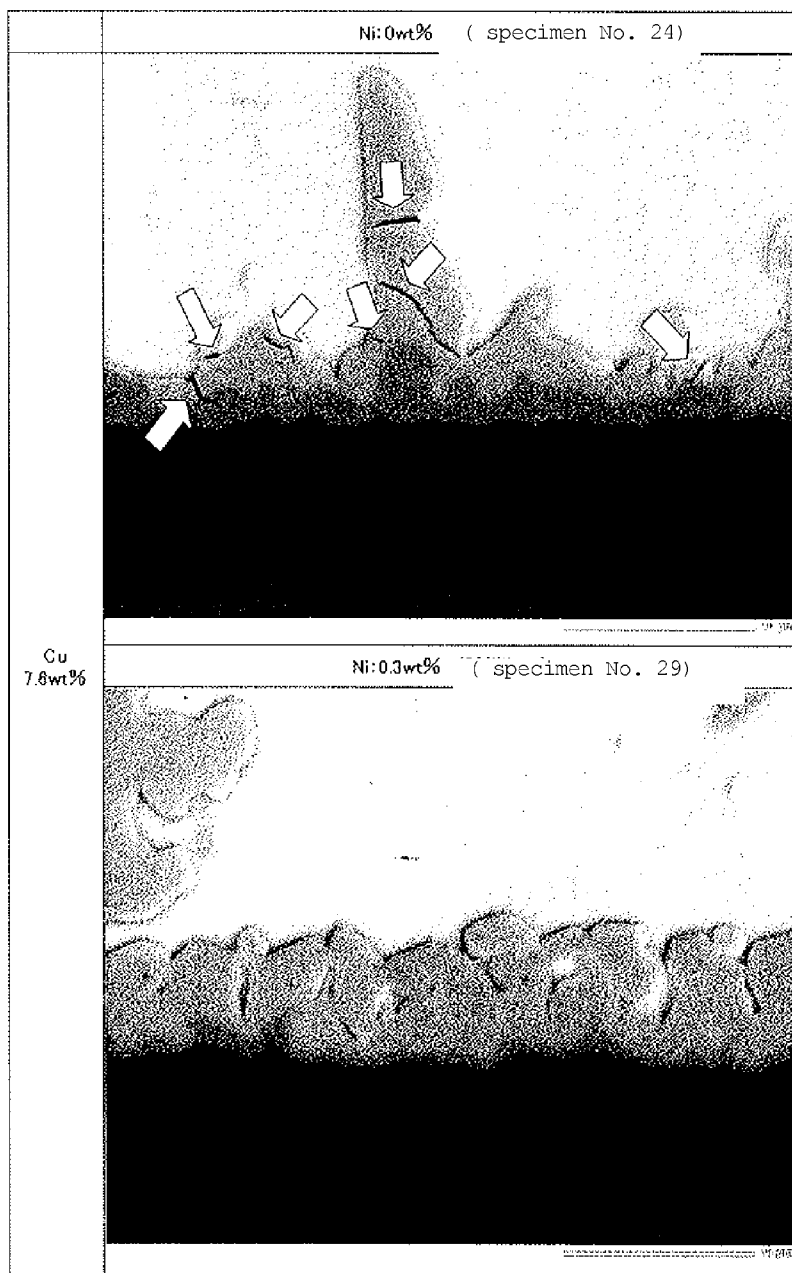 Ni:0wt% ( specimen No. 24)
Cu
7.6wt%
Ni:0.3wt% ( specimen No. 29)